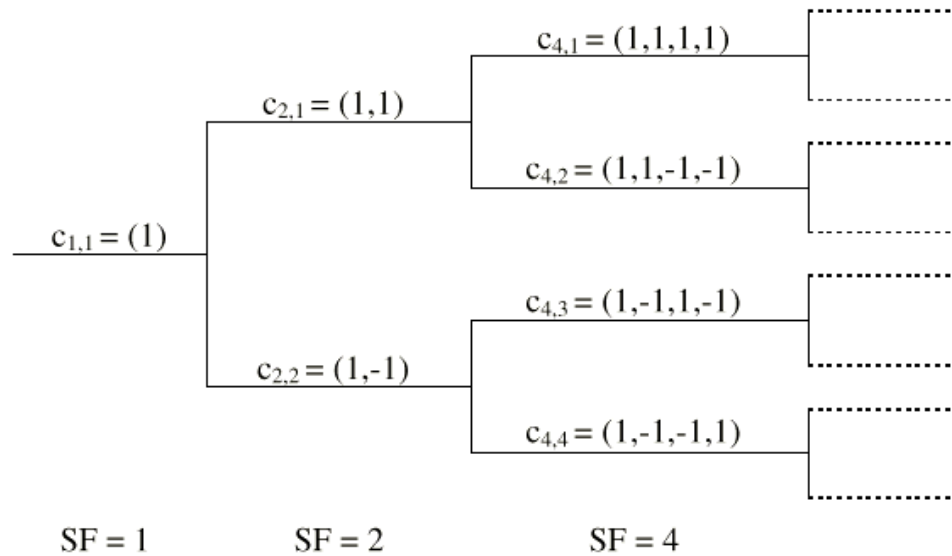 c1,1 = (1)
c2,1 = (1,1)
c2,2 = (1,-1)
c4,1 = (1,1,1,1)
c4,2 = (1,1,-1,-1)
c4,3 = (1,-1,1,-1)
c4,4 = (1,-1,-1,1)
SF = 1
SF = 2
SF = 4